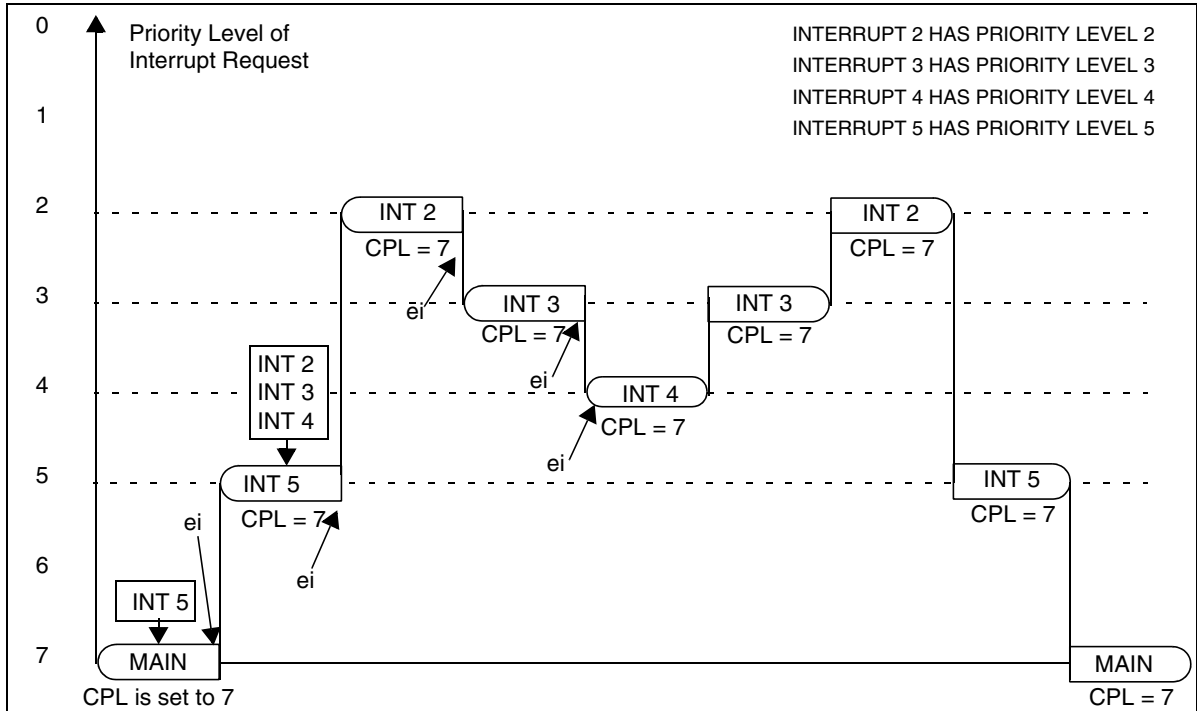 0
Priority Level of
Interrupt Request
INTERRUPT 2 HAS PRIORITY LEVEL 2
INTERRUPT 3 HAS PRIORITY LEVEL 3
INTERRUPT 4 HAS PRIORITY LEVEL 4
INTERRUPT 5 HAS PRIORITY LEVEL 5
1
2
INT 2
CPL = 7
INT 2
CPL = 7
ei
3
INT 3
CPL = 7
INT 3
CPL = 7
ei
INT 2
INT 3
INT 4
4
INT 4
CPL = 7
ei
5
INT 5
CPL = 7
INT 5
CPL = 7
ei
ei
6
INT 5
7
MAIN
CPL is set to 7
MAIN
CPL = 7